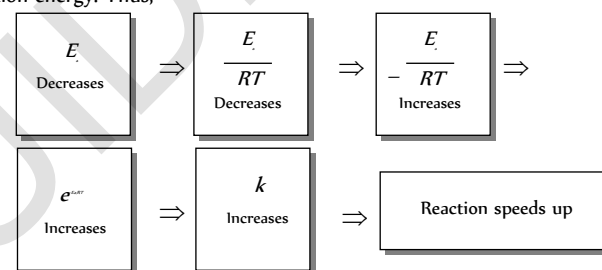 ion energy. Thus,
E. ⇒ E. / RT ⇒ – E. / RT ⇒
Decreases Decreases Increases
k
e Increases ⇒ Increases ⇒ Reaction speeds up